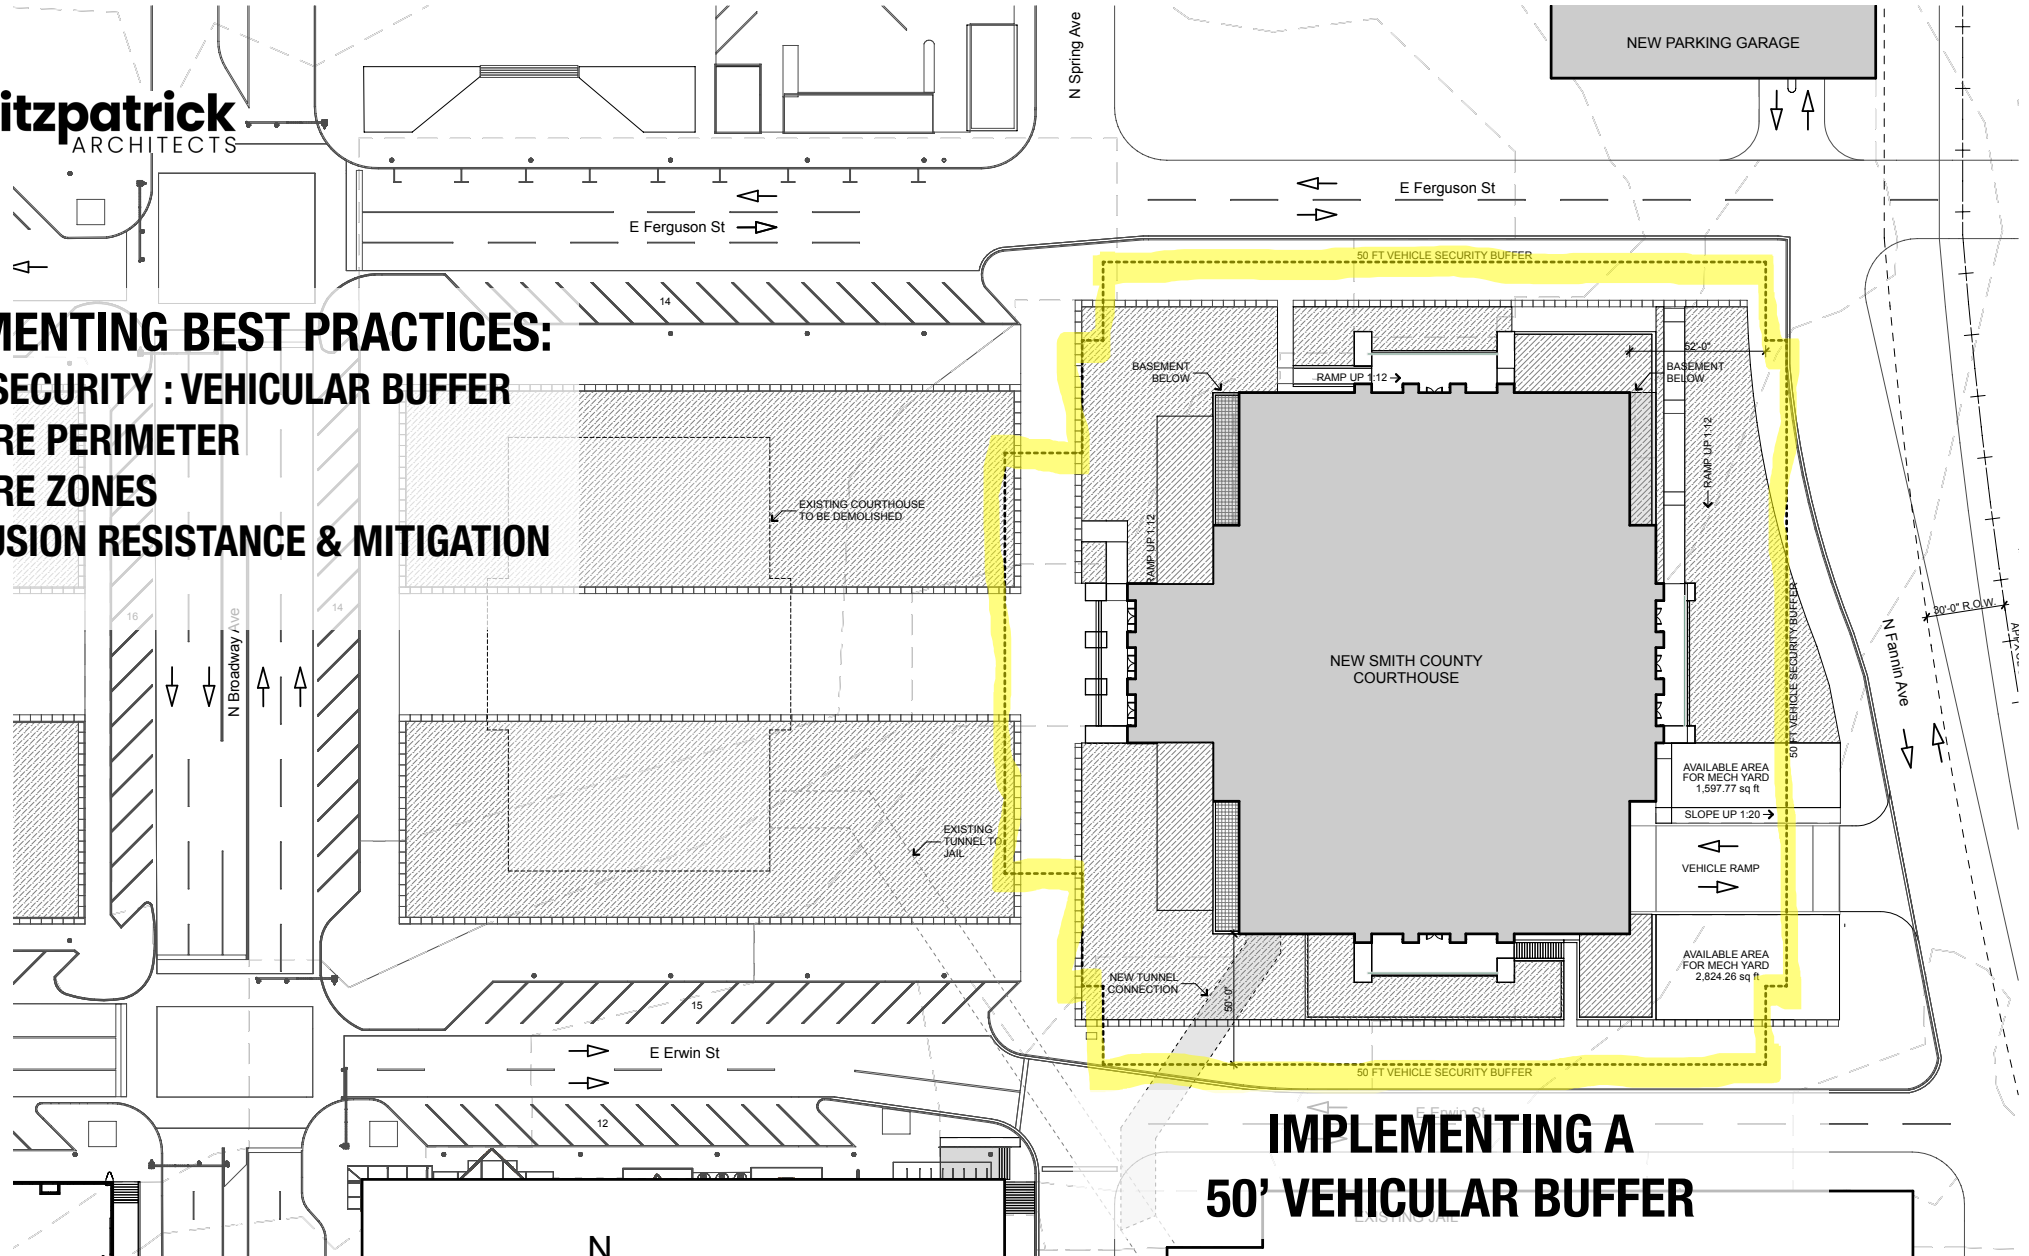 NEW PARKING GARAGE
N Spring Ave
itzpatrick
ARCHITECTS
E Ferguson St
E Ferguson St
50 FT VEHICLE SECURITY BUFFER
14
MENTING BEST PRACTICES:
SECURITY : VEHICULAR BUFFER
RE PERIMETER
RE ZONES
USION RESISTANCE & MITIGATION
BASEMENT
BELOW
RAMP UP 1:12
52'-0"
BASEMENT
BELOW
RAMP UP 1:12
EXISTING COURTHOUSE
TO BE DEMOLISHED
RAMP UP 1:12
16
14
N Broadway Ave
NEW SMITH COUNTY
COURTHOUSE
50 FT VEHICLE SECURITY BUFFER
30'-0" R.O.W.
N Fannin Ave
AVAILABLE AREA
FOR MECH YARD
1,597.77 sq ft
SLOPE UP 1:20
EXISTING
TUNNEL TO
JAIL
VEHICLE RAMP
AVAILABLE AREA
FOR MECH YARD
2,824.26 sq ft
NEW TUNNEL
CONNECTION
50'-0"
15
E Erwin St
50 FT VEHICLE SECURITY BUFFER
E Erwin St
12
IMPLEMENTING A
50' VEHICULAR BUFFER
EXISTING JAIL
N